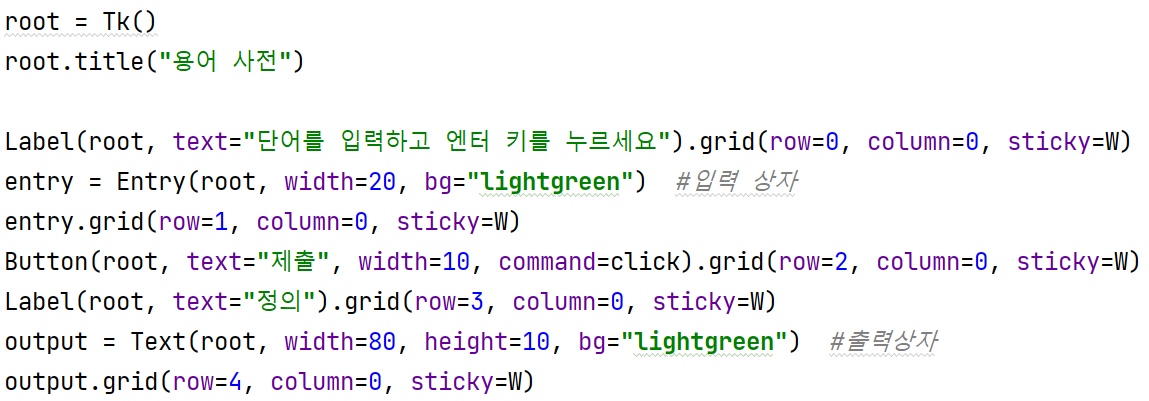 root = Tk()
root.title("용어 사전")
Label(root, text="단어를 입력하고 엔터 키를 누르세요").grid(row=0, column=0, sticky=W)
entry = Entry(root, width=20, bg="lightgreen")  #입력 상자
entry.grid(row=1, column=0, sticky=W)
Button(root, text="제출", width=10, command=click).grid(row=2, column=0, sticky=W)
Label(root, text="정의").grid(row=3, column=0, sticky=W)
output = Text(root, width=80, height=10, bg="lightgreen")  #출력상자
output.grid(row=4, column=0, sticky=W)